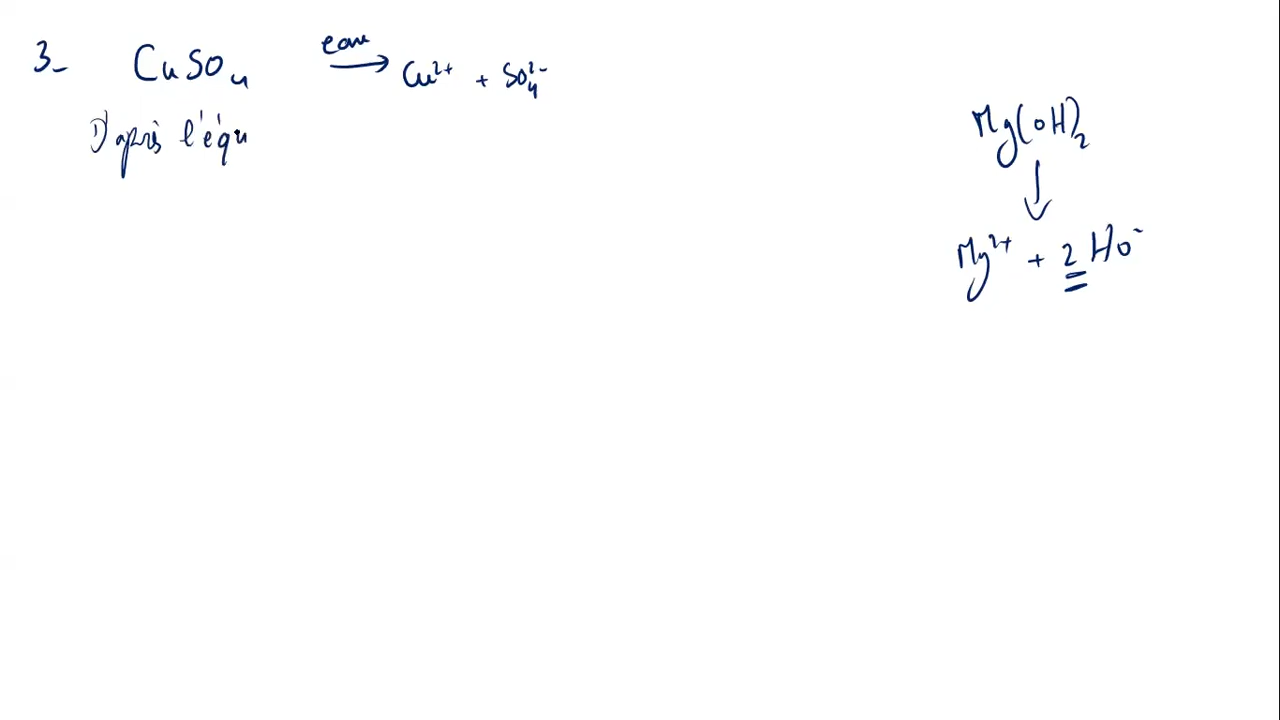 3- CuSO₄ eau → Cu²⁺ + SO₄²⁻
D'après l'équ
Mg(OH)₂
↓
Mg²⁺ + 2 HO⁻